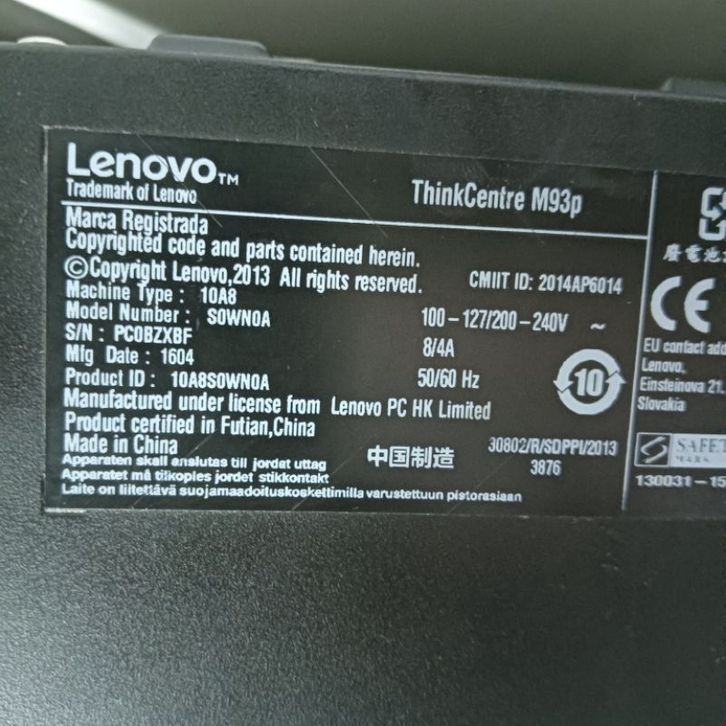 Lenovo™
Trademark of Lenovo
ThinkCentre M93p
Marca Registrada
Copyrighted code and parts contained herein.
©Copyright Lenovo,2013 All rights reserved.
CMIIT ID: 2014AP6014
Machine Type : 10A8
Model Number : S0WN0A
100-127/200-240V ~
S/N : PC0BZXBF
8/4A
Mfg Date : 1604
Product ID : 10A8S0WN0A
50/60 Hz
10
Manufactured under license from Lenovo PC HK Limited
Product certified in Futian,China
Made in China
中国制造
30802/R/SDPPI/2013
3876
Apparaten skall anslutas till jordat uttag
Apparatet må tilkoples jordet stikkontakt
Laite on liitettävä suojamaadoituskoskettimilla varustettuun pistorasiaan
廢電池
CE
EU contact
Lenovo,
Einsteinova 21.
Slovakia
130031-15